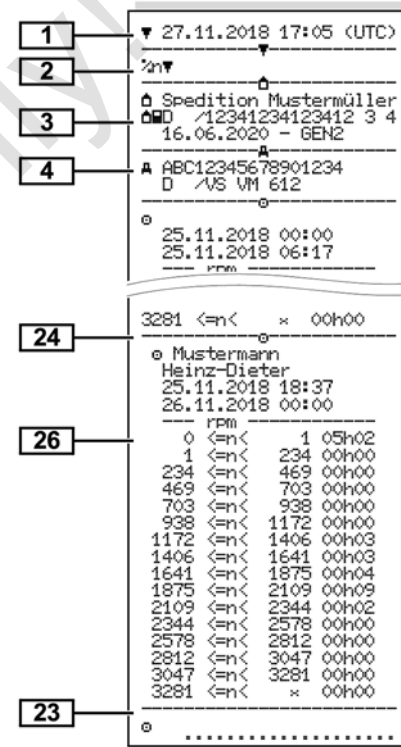 1
▼ 27.11.2018 17:05 (UTC)
2
%n▼
3
Spedition Mustermüller
D /12341234123412 3 4
16.06.2020 – GEN2
4
ABC12345678901234
D /VS VM 612
25.11.2018 00:00
25.11.2018 06:17
--- rpm
3281 <=n< × 00h00
24
Mustermann
Heinz-Dieter
25.11.2018 18:37
26.11.2018 00:00
--- rpm
26
0 <=n< 1 05h02
1 <=n< 234 00h00
234 <=n< 469 00h00
469 <=n< 703 00h00
703 <=n< 938 00h00
938 <=n< 1172 00h00
1172 <=n< 1406 00h03
1406 <=n< 1641 00h03
1641 <=n< 1875 00h04
1875 <=n< 2109 00h09
2109 <=n< 2344 00h02
2344 <=n< 2578 00h00
2578 <=n< 2812 00h00
2812 <=n< 3047 00h00
3047 <=n< 3281 00h00
3281 <=n< × 00h00
23
....................